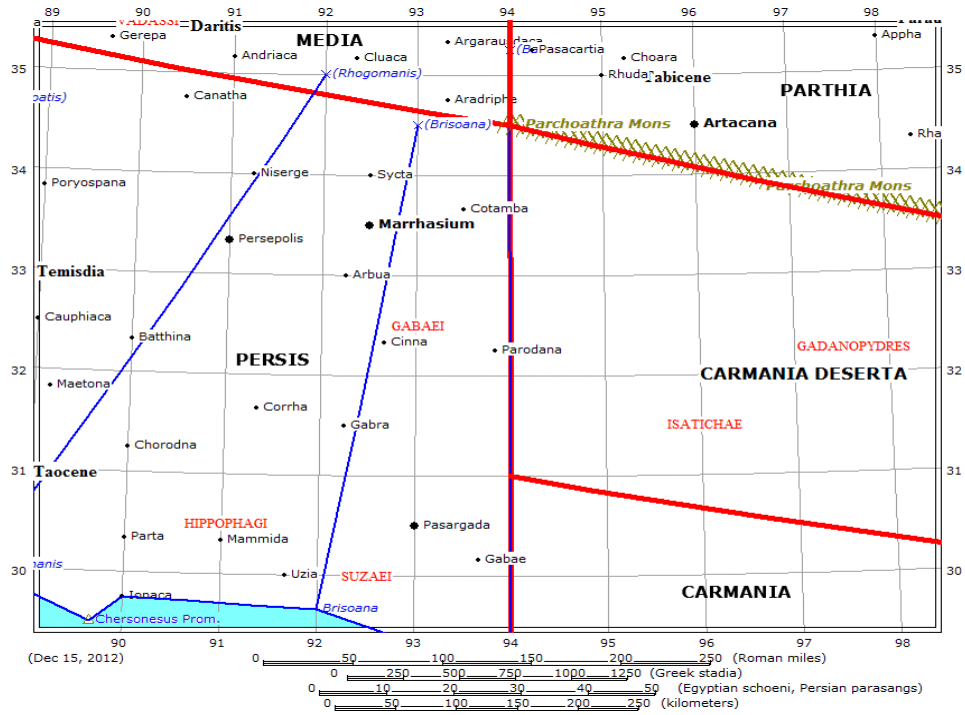 89 90 91 92 93 94 95 96 97 98
VADASSI
Daritis
Gerepa
MEDIA
Argaraudaca
Pasacartia
Appha
Andriaca
Cluaca
Choara
35
(Rhogomanis)
Rhuda
Tabicene
PARTHIA
35
Canatha
Aradriphe
(Brisoana)
Parchoathra Mons
Artacana
Rha
34
Niserge
Sycta
34
Poryospana
Parchoathra Mons
Cotamba
Marrhasium
Persepolis
33
Temisdia
Arbua
33
Cauphiaca
GABAEI
Batthina
Cinna
Parodana
GADANOPYDRES
PERSIS
32
CARMANIA DESERTA
32
Maetona
Corrha
Gabra
ISATICHAE
Chorodna
31
Taocene
31
HIPPOPHAGI
Pasargada
Parta
Mammida
Gabae
30
Uzia
SUZAEI
30
Ionaca
CARMANIA
Brisoana
Chersonesus Prom.
90 91 92 93 94 95 96 97 98
(Dec 15, 2012)
0 50 100 150 200 250 (Roman miles)
0 250 500 750 1000 1250 (Greek stadia)
0 10 20 30 40 50 (Egyptian schoeni, Persian parasangs)
0 50 100 150 200 250 (kilometers)